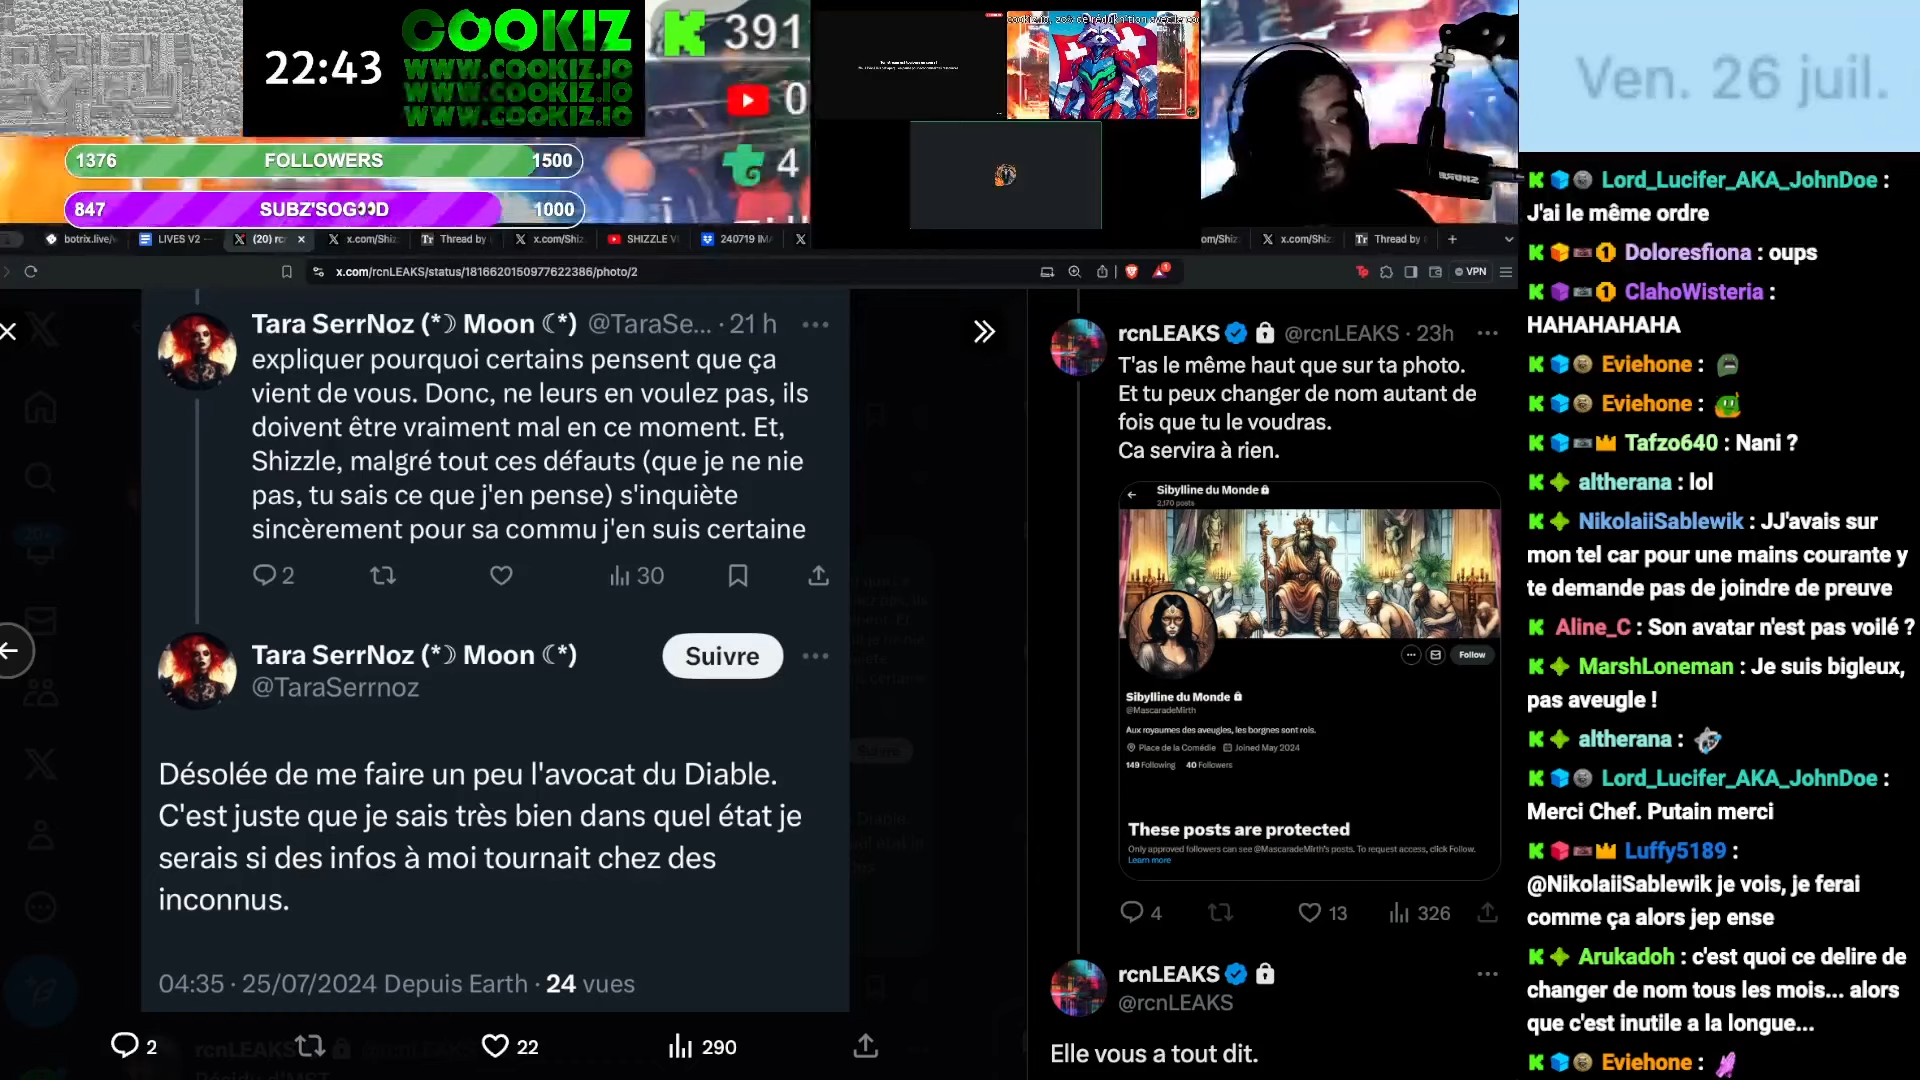 22:43
COOKIZ
WWW.COOKIZ.IO
WWW.COOKIZ.IO
WWW.COOKIZ.IO
391
0
4
1376 FOLLOWERS 1500
847 SUBZ'SOG👀D 1000
Ven. 26 juil.
botrix.live/
LIVES V2
(20) rc
x.com/Shiz
Thread by
x.com/Shiz
SHIZZLE V
240719 IM
om/Shiz
x.com/Shiz
Thread by
x.com/rcnLEAKS/status/1816620150977622386/photo/2
VPN
Tara SerrNoz (*☽ Moon ☾*) @TaraSe... · 21 h
expliquer pourquoi certains pensent que ça
vient de vous. Donc, ne leurs en voulez pas, ils
doivent être vraiment mal en ce moment. Et,
Shizzle, malgré tout ces défauts (que je ne nie
pas, tu sais ce que j'en pense) s'inquiète
sincèrement pour sa commu j'en suis certaine
2
30
Tara SerrNoz (*☽ Moon ☾*)
@TaraSerrnoz
Suivre
Désolée de me faire un peu l'avocat du Diable.
C'est juste que je sais très bien dans quel état je
serais si des infos à moi tournait chez des
inconnus.
04:35 · 25/07/2024 Depuis Earth · 24 vues
2
22
290
rcnLEAKS @rcnLEAKS · 23h
T'as le même haut que sur ta photo.
Et tu peux changer de nom autant de
fois que tu le voudras.
Ca servira à rien.
Sibylline du Monde
2,170 posts
Follow
Sibylline du Monde
@MascaradeMirth
Aux royaumes des aveugles, les borgnes sont rois.
Place de la Comédie Joined May 2024
149 Following 40 Followers
These posts are protected
Only approved followers can see @MascaradeMirth's posts. To request access, click Follow.
Learn more
4
13
326
rcnLEAKS
@rcnLEAKS
Elle vous a tout dit.
Lord_Lucifer_AKA_JohnDoe :
J'ai le même ordre
Doloresfiona : oups
ClahoWisteria :
HAHAHAHAHA
Eviehone :
Eviehone :
Tafzo640 : Nani ?
altherana : lol
NikolaiiSablewik : JJ'avais sur
mon tel car pour une mains courante y
te demande pas de joindre de preuve
Aline_C : Son avatar n'est pas voilé ?
MarshLoneman : Je suis bigleux,
pas aveugle !
altherana :
Lord_Lucifer_AKA_JohnDoe :
Merci Chef. Putain merci
Luffy5189 :
@NikolaiiSablewik je vois, je ferai
comme ça alors jep ense
Arukadoh : c'est quoi ce delire de
changer de nom tous les mois... alors
que c'est inutile a la longue...
Eviehone :